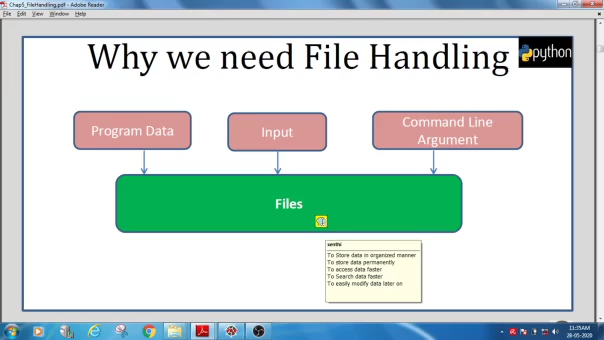 Chap5_FileHandling.pdf - Adobe Reader
File Edit View Window Help
Why we need File Handling
python
Program Data
Input
Command Line
Argument
Files
senthi
To Store data in organized manner
To store data permanently
To access data faster
To Search data faster
To easily modify data later on
11:35AM
28-05-2020